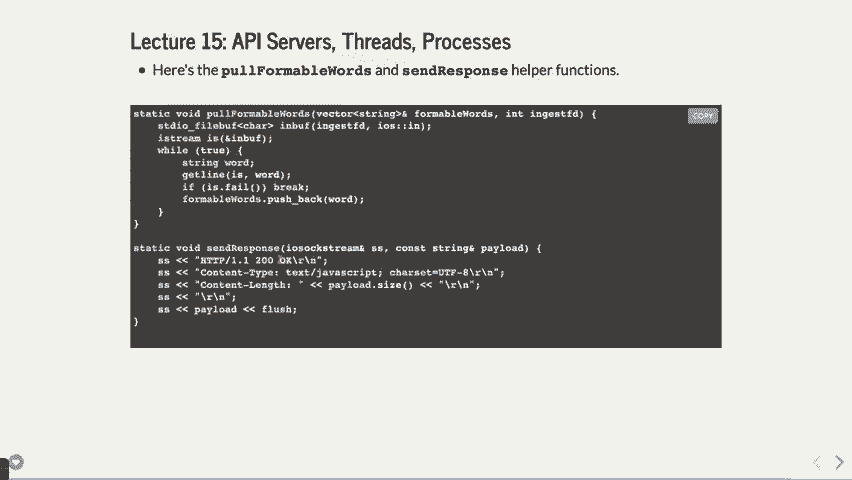 Lecture 15: API Servers, Threads, Processes
• Here's the pullFormableWords and sendResponse helper functions.
COPY
static void pullFormableWords(vector<string>& formableWords, int ingestfd) {
    stdio_filebuf<char> inbuf(ingestfd, ios::in);
    istream is(&inbuf);
    while (true) {
        string word;
        getline(is, word);
        if (is.fail()) break;
        formableWords.push_back(word);
    }
}
static void sendResponse(iosockstream& ss, const string& payload) {
    ss << "HTTP/1.1 200 OK\r\n";
    ss << "Content-Type: text/javascript; charset=UTF-8\r\n";
    ss << "Content-Length: " << payload.size() << "\r\n";
    ss << "\r\n";
    ss << payload << flush;
}